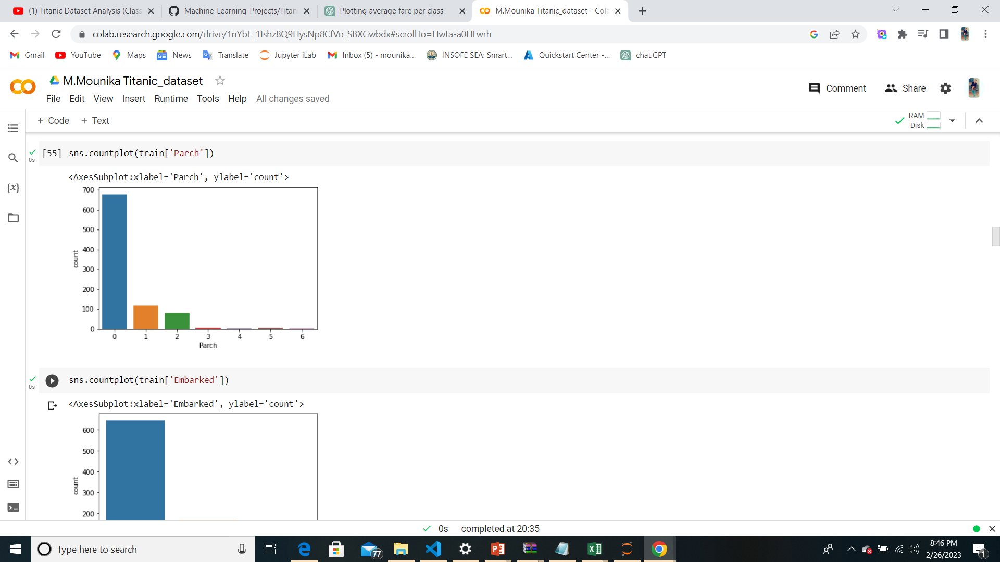 (1) Titanic Dataset Analysis (Class
Machine-Learning-Projects/Titani
Plotting average fare per class
M.Mounika Titanic_dataset - Cola
colab.research.google.com/drive/1nYbE_1Ishz8Q9HysNp8CfVo_SBXGwbdx#scrollTo=Hwta-a0HLwrh
Gmail
YouTube
Maps
News
Translate
Jupyter iLab
Inbox (5) - mounika...
INSOFE SEA: Smart...
Quickstart Center -...
chat.GPT
M.Mounika Titanic_dataset
File Edit View Insert Runtime Tools Help All changes saved
Comment
Share
+ Code + Text
RAM
Disk
[55] sns.countplot(train['Parch'])
0s
<AxesSubplot:xlabel='Parch', ylabel='count'>
700
600
500
400
300
200
100
0
count
0 1 2 3 4 5 6
Parch
sns.countplot(train['Embarked'])
0s
<AxesSubplot:xlabel='Embarked', ylabel='count'>
600
500
400
300
200
count
{x}
0s completed at 20:35
Type here to search
77
8:46 PM
2/26/2023
1